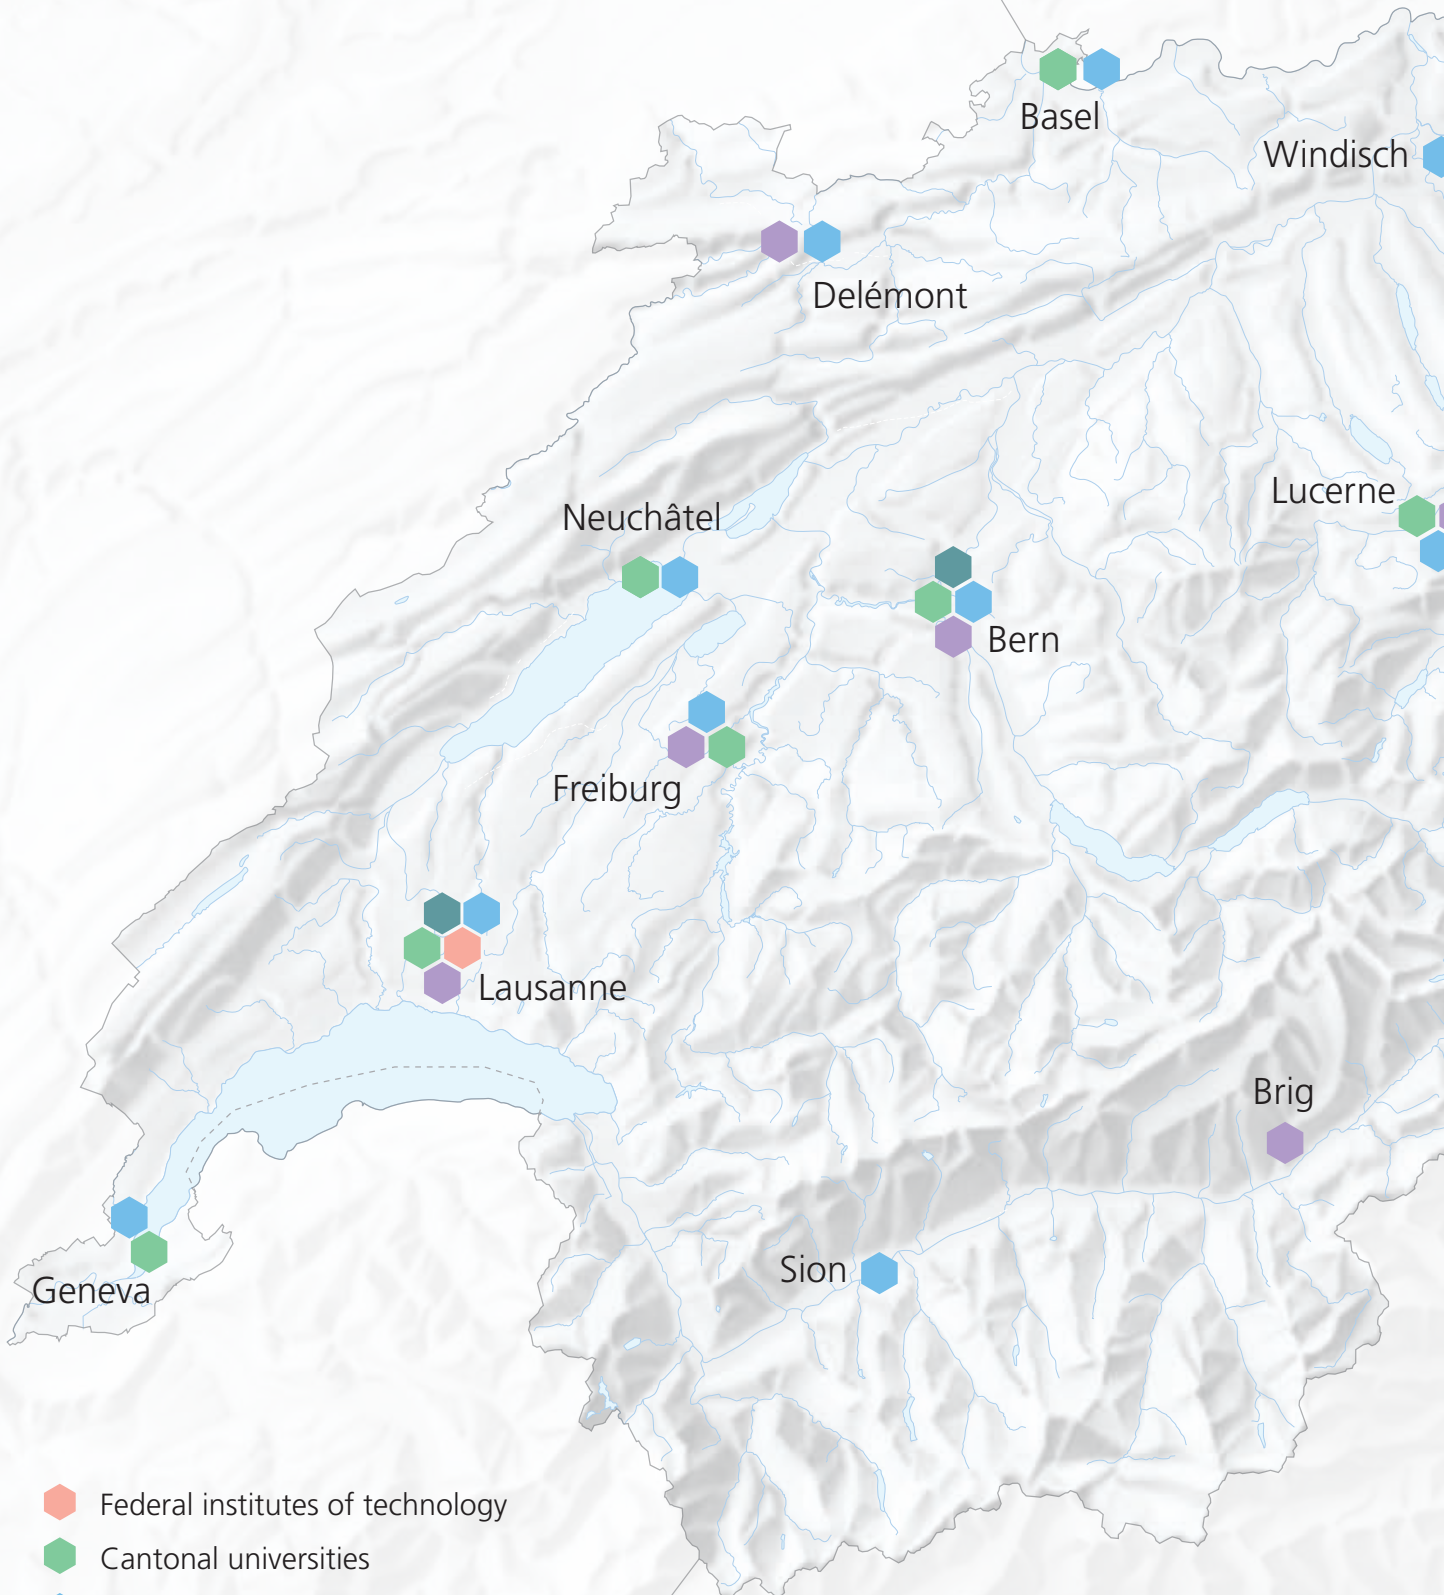 Basel
Windisch
Delémont
Lucerne
Neuchâtel
Bern
Freiburg
Lausanne
Brig
Sion
Geneva
Federal institutes of technology
Cantonal universities